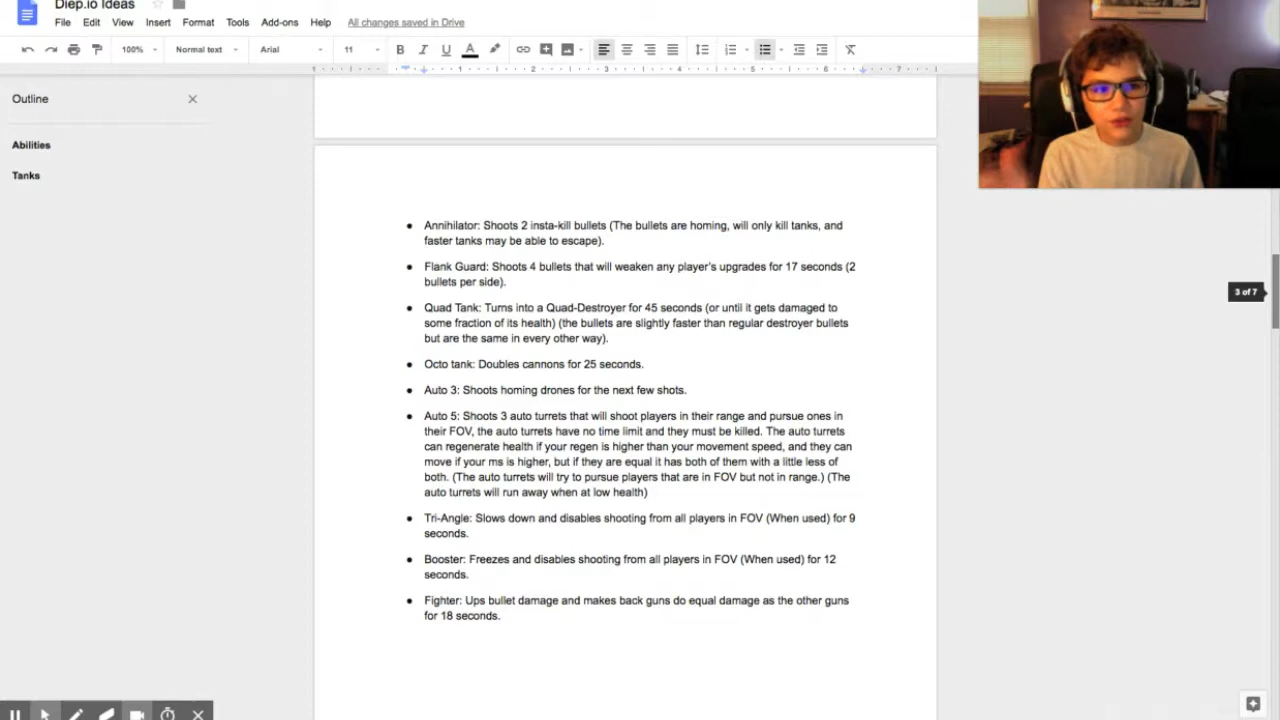 Diep.io Ideas
File Edit View Insert Format Tools Add-ons Help All changes saved in Drive
100% Normal text Arial 11 B I U A
1 1 2 3 4 5 6 7
Outline
Abilities
Tanks
● Annihilator: Shoots 2 insta-kill bullets (The bullets are homing, will only kill tanks, and
faster tanks may be able to escape).
● Flank Guard: Shoots 4 bullets that will weaken any player's upgrades for 17 seconds (2
bullets per side).
● Quad Tank: Turns into a Quad-Destroyer for 45 seconds (or until it gets damaged to
some fraction of its health) (the bullets are slightly faster than regular destroyer bullets
but are the same in every other way).
● Octo tank: Doubles cannons for 25 seconds.
● Auto 3: Shoots homing drones for the next few shots.
● Auto 5: Shoots 3 auto turrets that will shoot players in their range and pursue ones in
their FOV, the auto turrets have no time limit and they must be killed. The auto turrets
can regenerate health if your regen is higher than your movement speed, and they can
move if your ms is higher, but if they are equal it has both of them with a little less of
both. (The auto turrets will try to pursue players that are in FOV but not in range.) (The
auto turrets will run away when at low health)
● Tri-Angle: Slows down and disables shooting from all players in FOV (When used) for 9
seconds.
● Booster: Freezes and disables shooting from all players in FOV (When used) for 12
seconds.
● Fighter: Ups bullet damage and makes back guns do equal damage as the other guns
for 18 seconds.
3 of 7